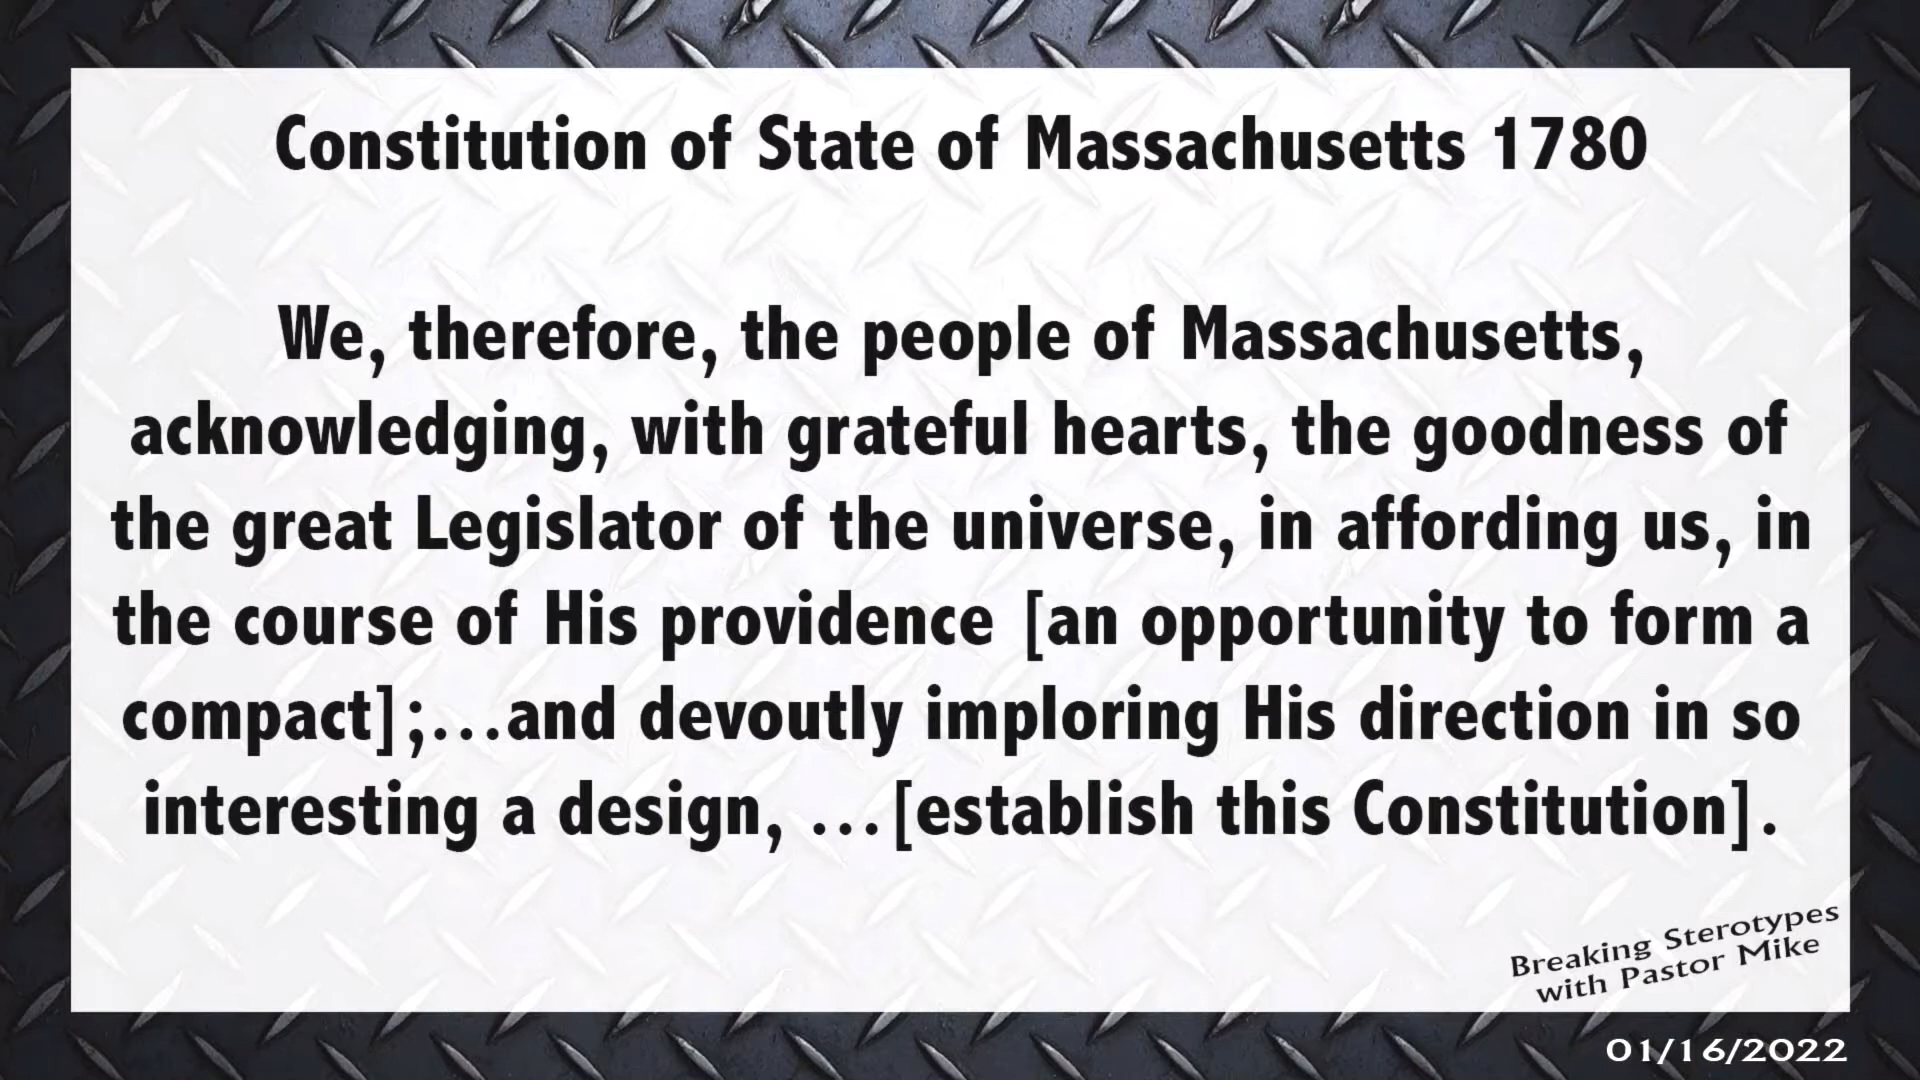 Constitution of State of Massachusetts 1780
We, therefore, the people of Massachusetts,
acknowledging, with grateful hearts, the goodness of
the great Legislator of the universe, in affording us, in
the course of His providence [an opportunity to form a
compact];...and devoutly imploring His direction in so
interesting a design, ...[establish this Constitution].
Breaking Sterotypes
with Pastor Mike
01/16/2022